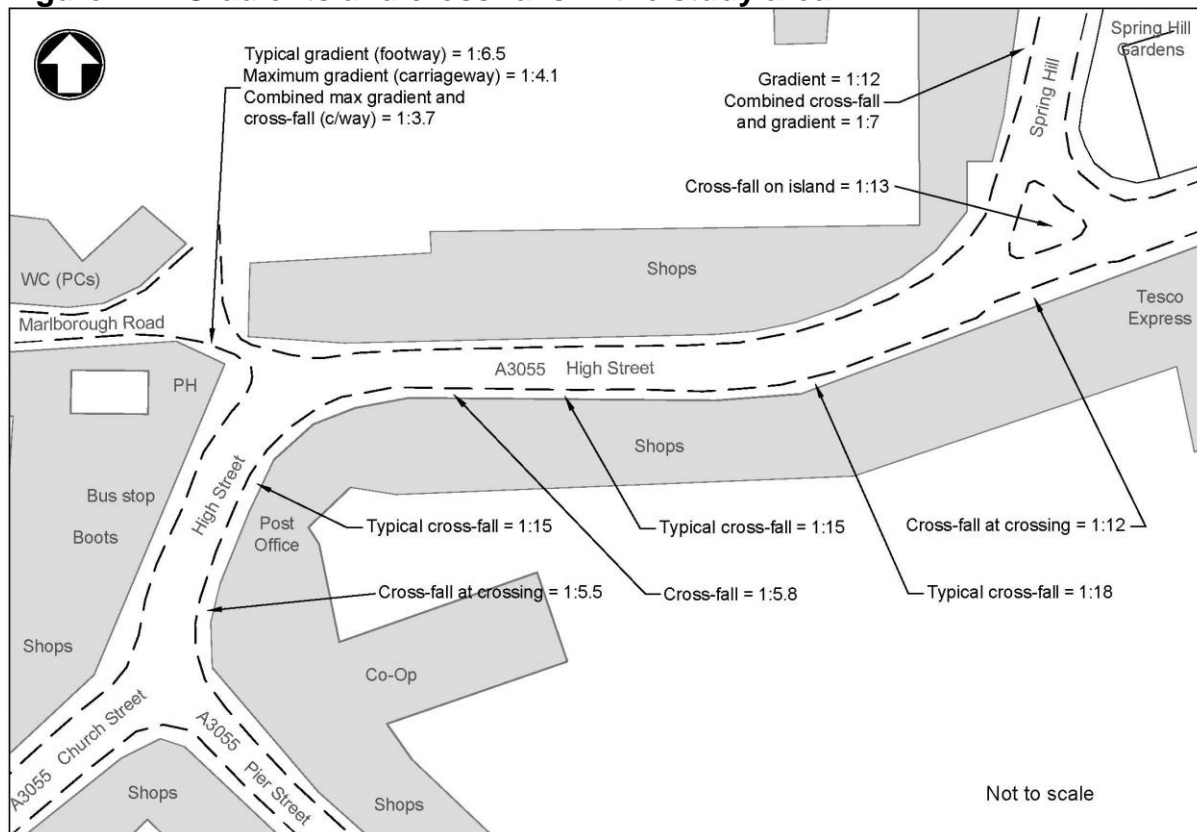 Typical gradient (footway) = 1:6.5
Maximum gradient (carriageway) = 1:4.1
Combined max gradient and
cross-fall (c/way) = 1:3.7
Gradient = 1:12
Combined cross-fall
and gradient = 1:7
Spring Hill
Spring Hill
Gardens
Cross-fall on island = 1:13
Shops
WC (PCs)
Marlborough Road
Tesco
Express
A3055 High Street
PH
Shops
High Street
Bus stop
Boots
Post
Office
Typical cross-fall = 1:15
Typical cross-fall = 1:15
Cross-fall at crossing = 1:12
Cross-fall at crossing = 1:5.5
Cross-fall = 1:5.8
Typical cross-fall = 1:18
Shops
Co-Op
A3055 Church Street
A3055
Pier Street
Shops
Shops
Not to scale